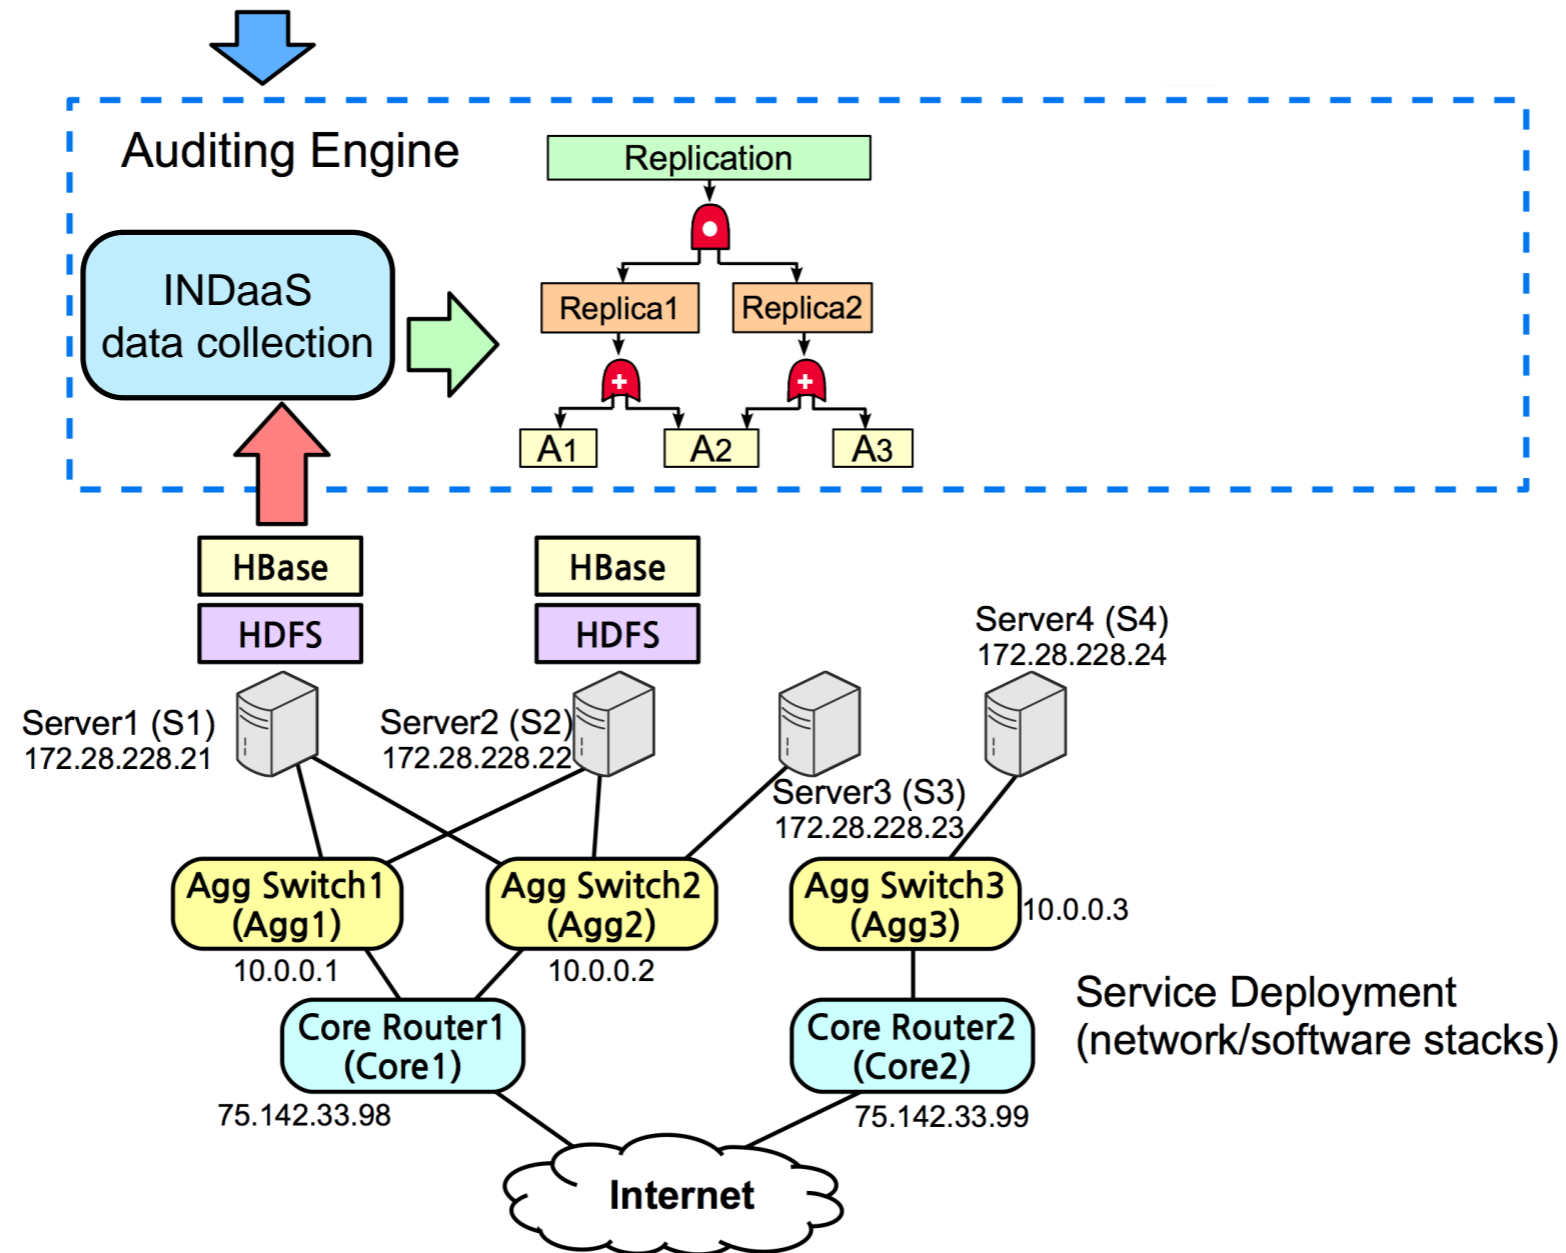 Auditing Engine
Replication
INDaaS
data collection
Replica1
Replica2
A1
A2
A3
HBase
HBase
HDFS
HDFS
Server4 (S4)
172.28.228.24
Server1 (S1)
172.28.228.21
Server2 (S2)
172.28.228.22
Server3 (S3)
172.28.228.23
Agg Switch1
(Agg1)
Agg Switch2
(Agg2)
Agg Switch3
(Agg3)
10.0.0.3
10.0.0.1
10.0.0.2
Core Router1
(Core1)
Core Router2
(Core2)
Service Deployment
(network/software stacks)
75.142.33.98
75.142.33.99
Internet